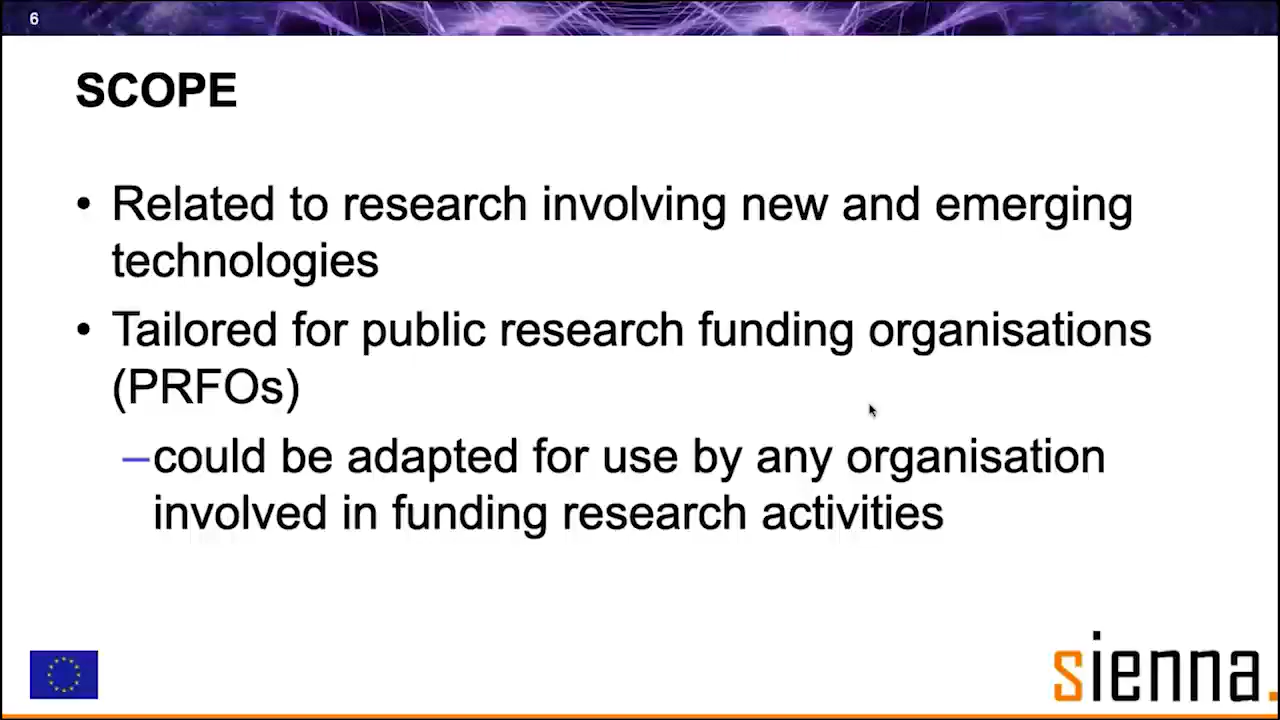 6
SCOPE
• Related to research involving new and emerging
technologies
• Tailored for public research funding organisations
(PRFOs)
–could be adapted for use by any organisation
involved in funding research activities
sienna.